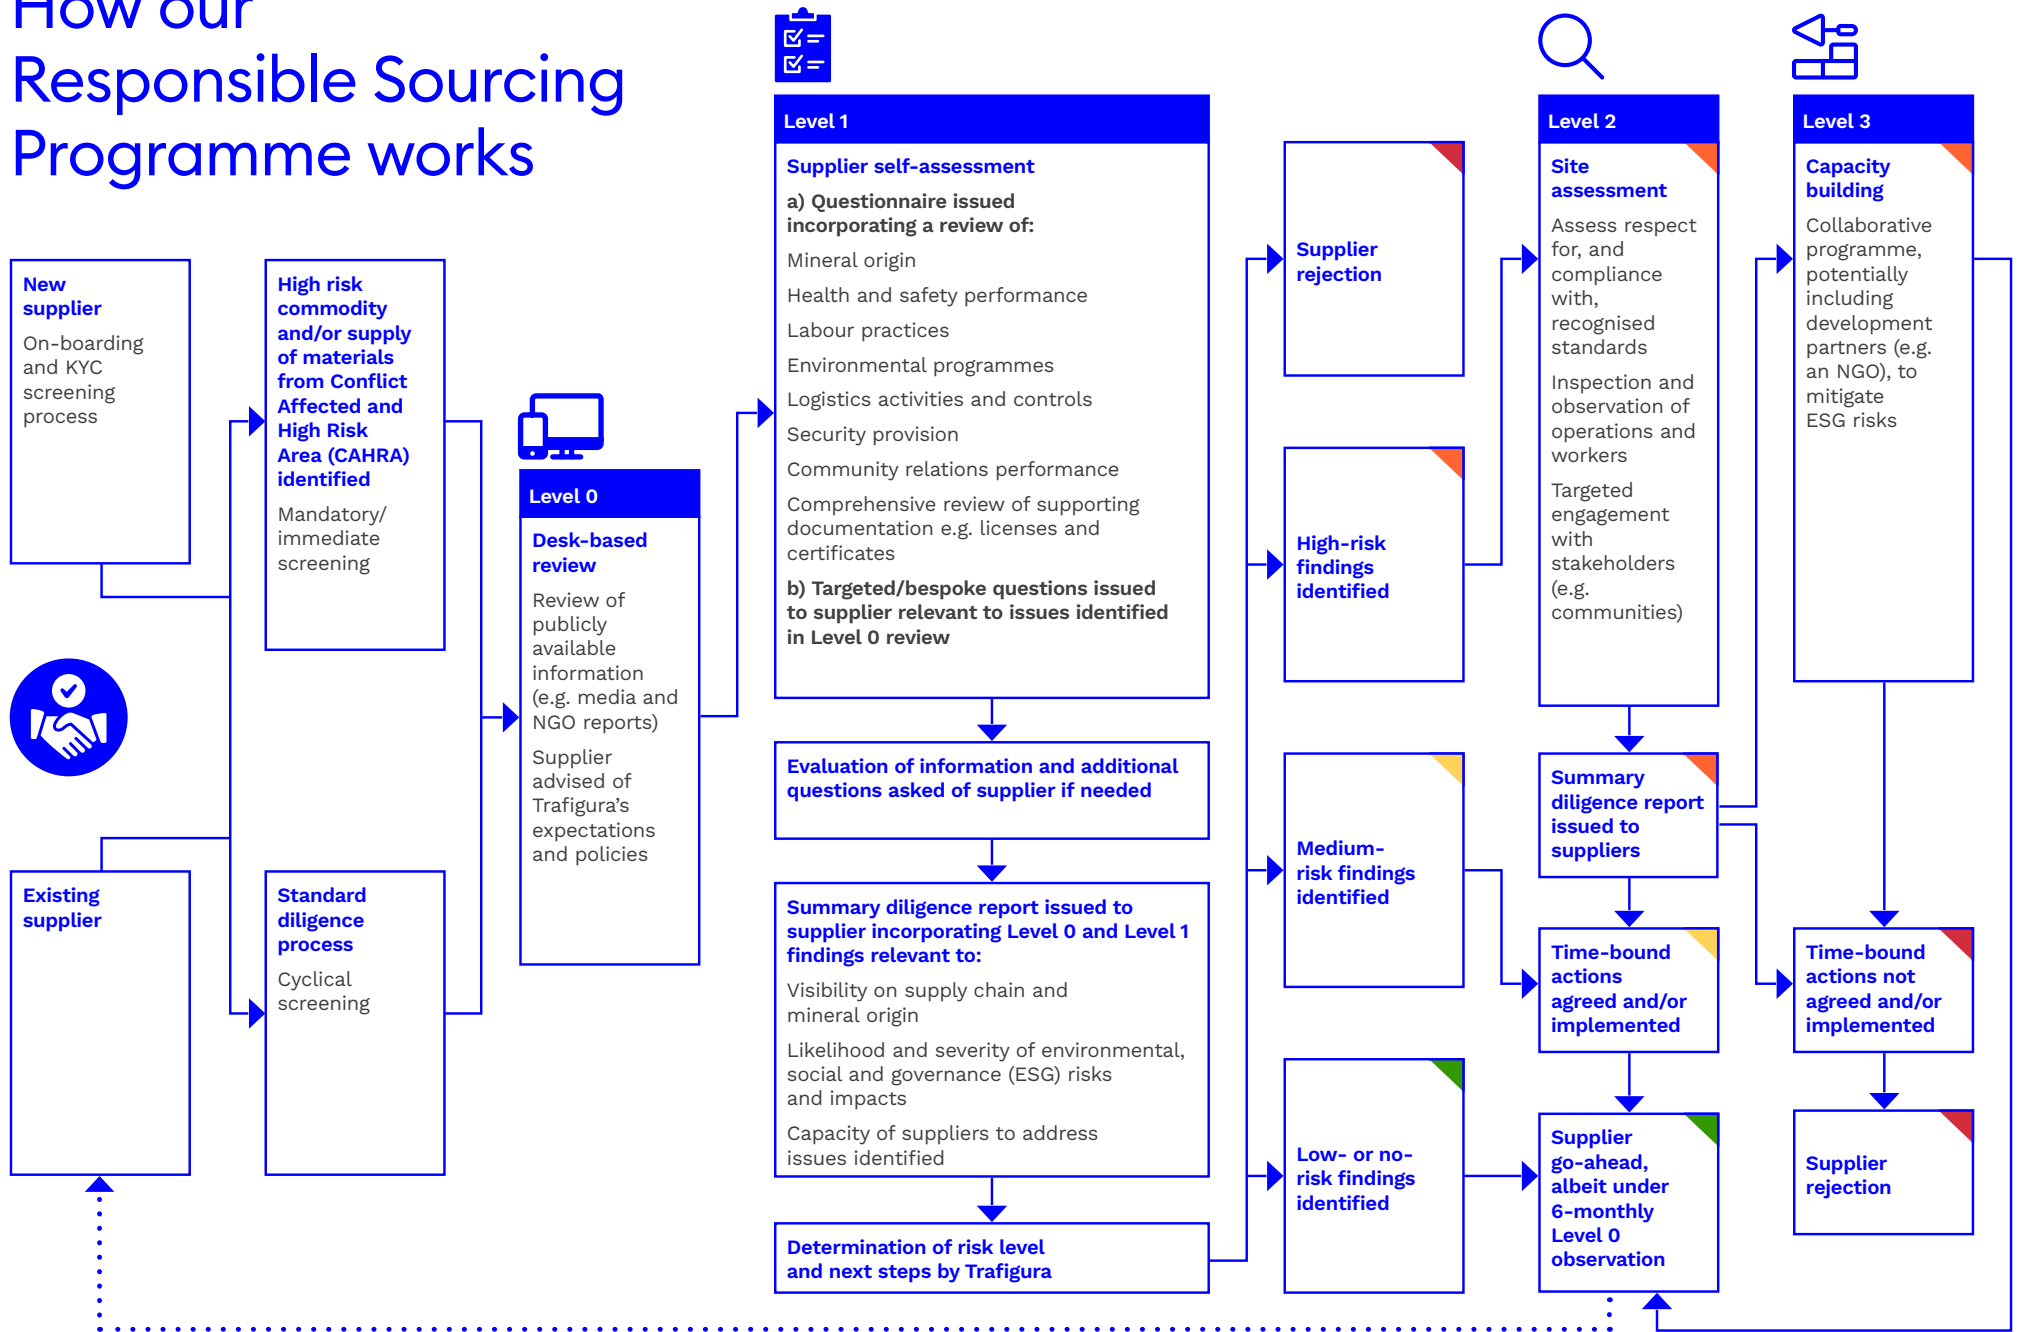 How our
Responsible Sourcing
Programme works
New
supplier
On-boarding
and KYC
screening
process
Existing
supplier
High risk
commodity
and/or supply
of materials
from Conflict
Affected and
High Risk
Area (CAHRA)
identified
Mandatory/
immediate
screening
Standard
diligence
process
Cyclical
screening
Level 0
Desk-based
review
Review of
publicly
available
information
(e.g. media and
NGO reports)
Supplier
advised of
Trafigura’s
expectations
and policies
Level 1
Supplier self-assessment
a) Questionnaire issued
incorporating a review of:
Mineral origin
Health and safety performance
Labour practices
Environmental programmes
Logistics activities and controls
Security provision
Community relations performance
Comprehensive review of supporting
documentation e.g. licenses and
certificates
b) Targeted/bespoke questions issued
to supplier relevant to issues identified
in Level 0 review
Evaluation of information and additional
questions asked of supplier if needed
Summary diligence report issued to
supplier incorporating Level 0 and Level 1
findings relevant to:
Visibility on supply chain and
mineral origin
Likelihood and severity of environmental,
social and governance (ESG) risks
and impacts
Capacity of suppliers to address
issues identified
Determination of risk level
and next steps by Trafigura
Supplier
rejection
High-risk
findings
identified
Medium-
risk findings
identified
Low- or no-
risk findings
identified
Level 2
Site
assessment
Assess respect
for, and
compliance
with,
recognised
standards
Inspection and
observation of
operations and
workers
Targeted
engagement
with
stakeholders
(e.g.
communities)
Summary
diligence report
issued to
suppliers
Time-bound
actions
agreed and/or
implemented
Supplier
go-ahead,
albeit under
6-monthly
Level 0
observation
Level 3
Capacity
building
Collaborative
programme,
potentially
including
development
partners (e.g.
an NGO), to
mitigate
ESG risks
Time-bound
actions not
agreed and/or
implemented
Supplier
rejection